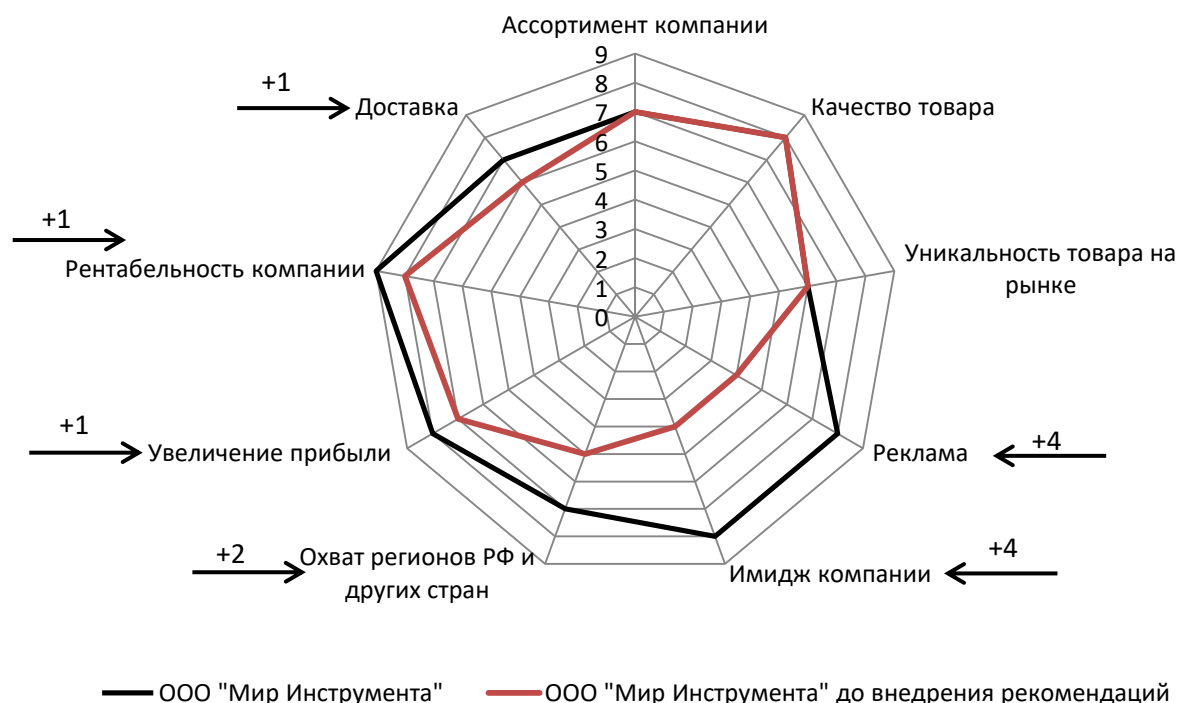 Ассортимент компании
9
8
7
6
5
4
3
2
1
0
Качество товара
Уникальность товара на
рынке
Реклама
+4
Имидж компании
+4
Охват регионов РФ и
других стран
+2
Увеличение прибыли
+1
Рентабельность компании
+1
Доставка
+1
ООО "Мир Инструмента"
ООО "Мир Инструмента" до внедрения рекомендаций